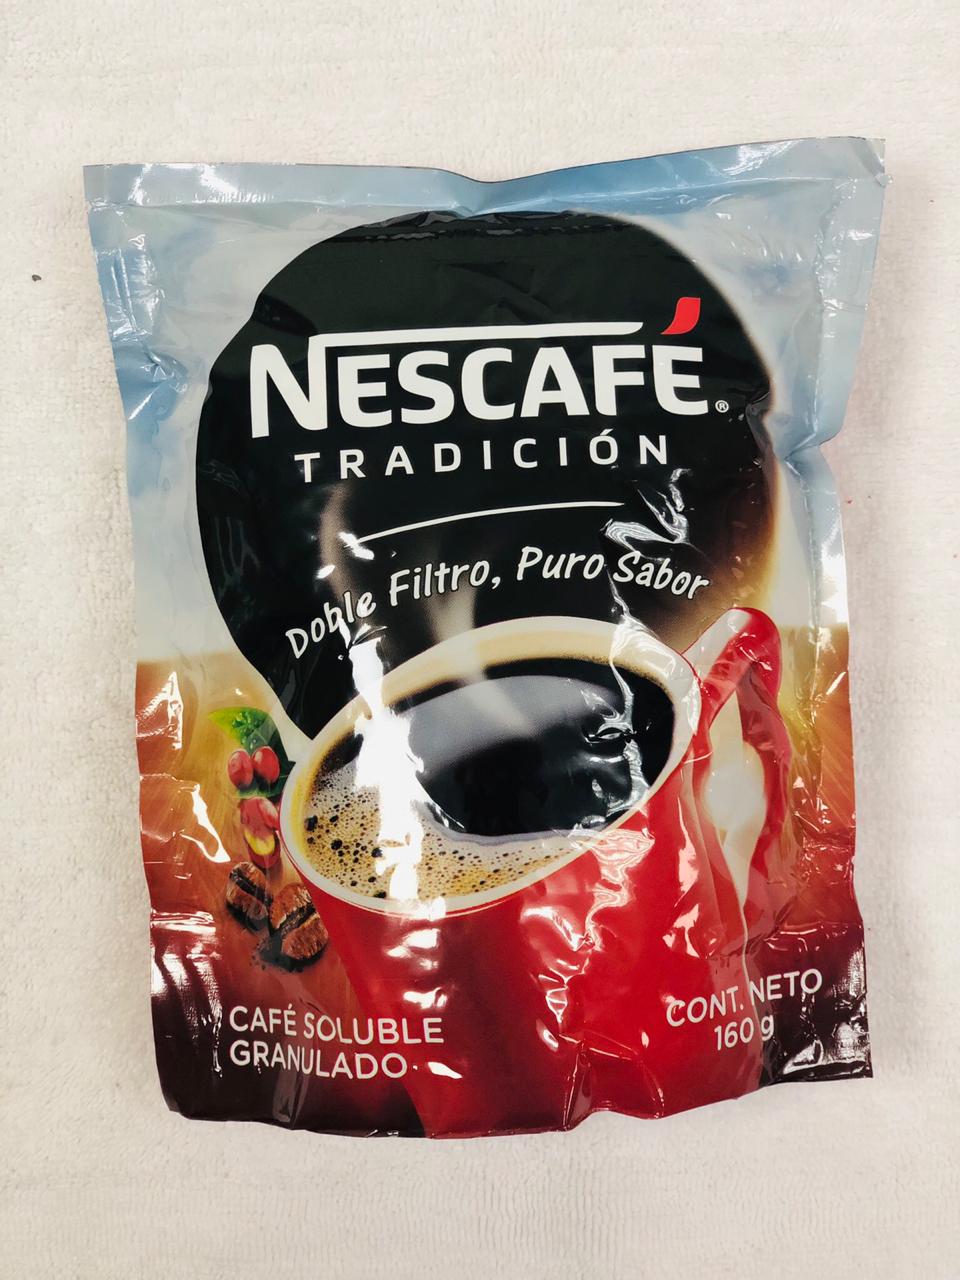 NESCAFÉ®
TRADICIÓN
Doble Filtro, Puro Sabor
CAFÉ SOLUBLE
GRANULADO
CONT. NETO
160 g